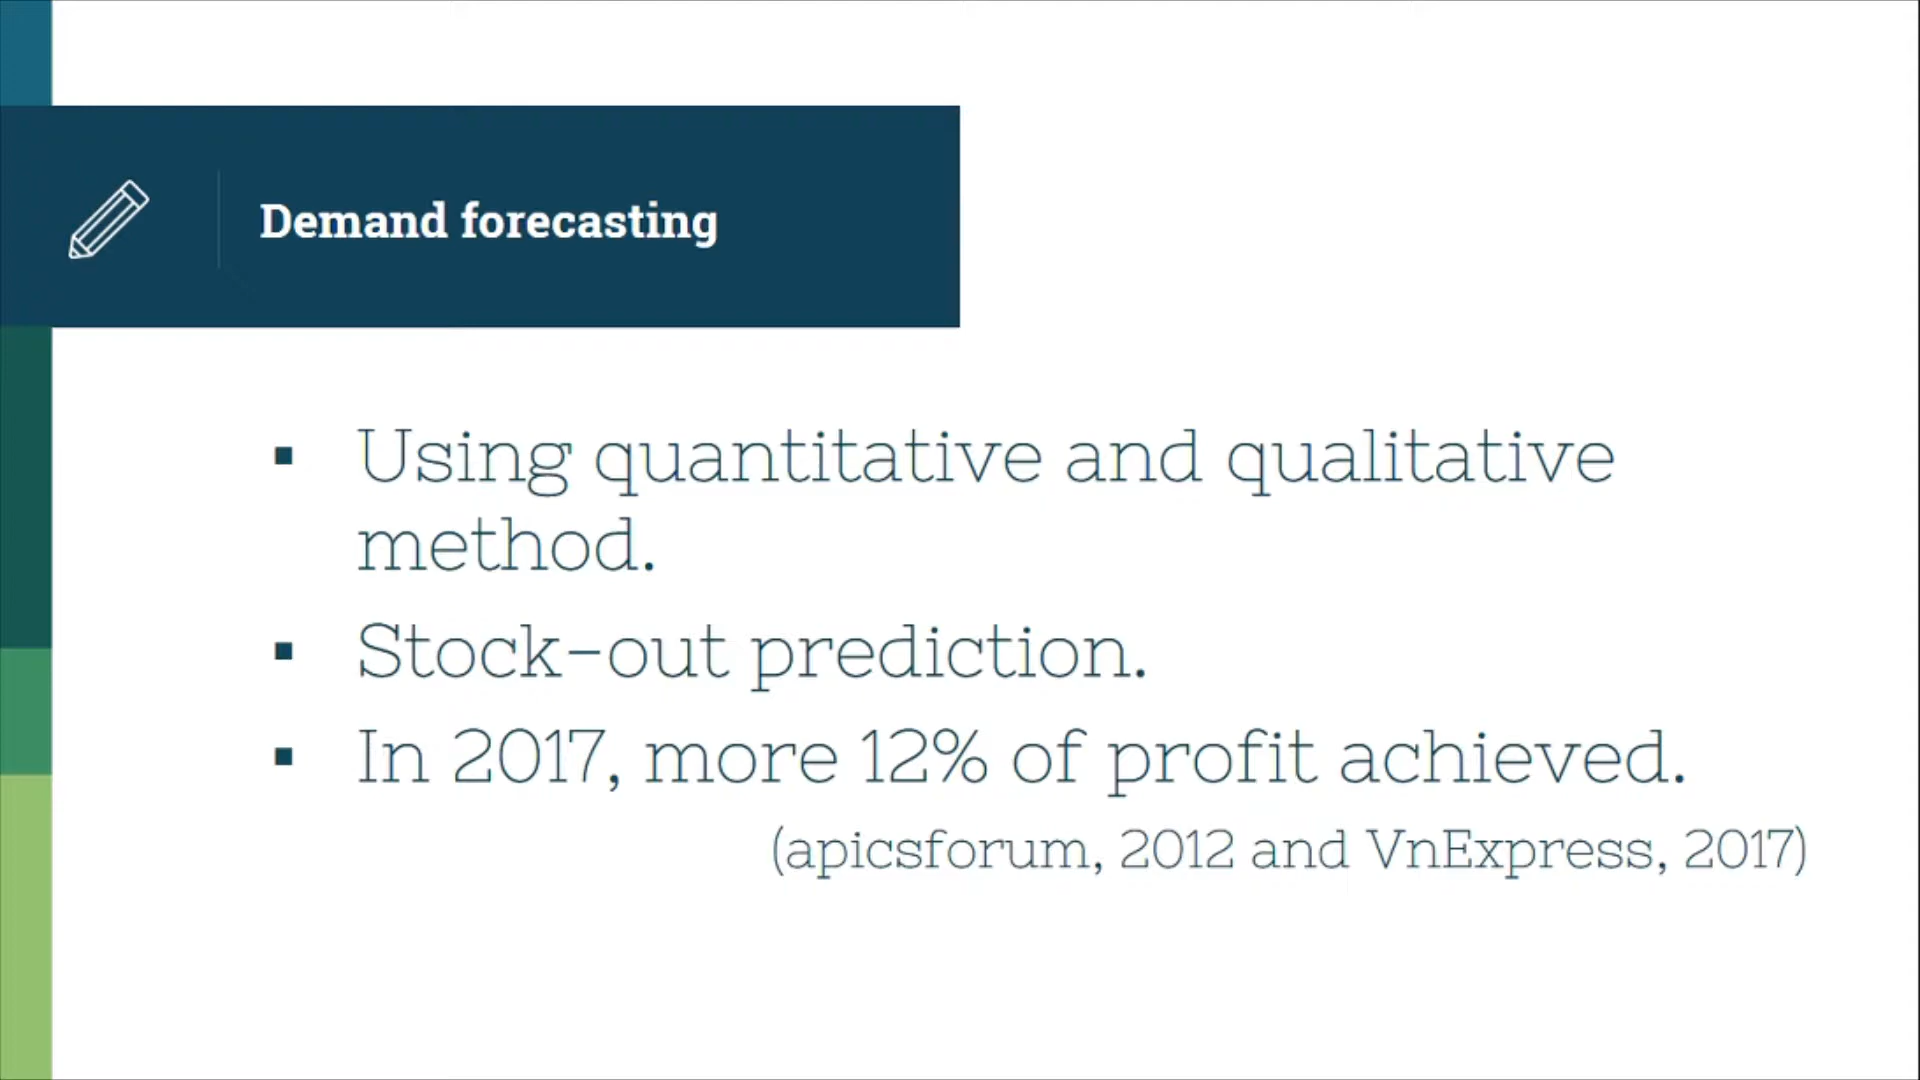 Demand forecasting
▪ Using quantitative and qualitative
method.
▪ Stock-out prediction.
▪ In 2017, more 12% of profit achieved.
(apicsforum, 2012 and VnExpress, 2017)